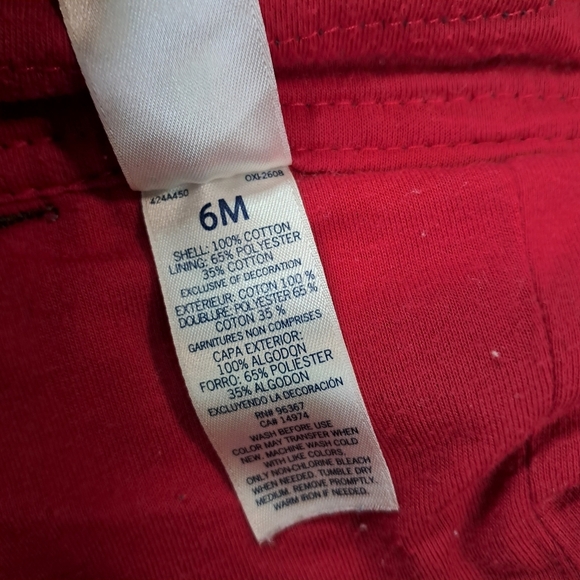 424A450 OXI-2608
6M
SHELL: 100% COTTON
LINING: 65% POLYESTER
35% COTTON
EXCLUSIVE OF DECORATION
EXTÉRIEUR: COTON 100 %
DOUBLURE: POLYESTER 65 %
COTON 35 %
GARNITURES NON COMPRISES
CAPA EXTERIOR:
100% ALGODON
FORRO: 65% POLIESTER
35% ALGODON
EXCLUYENDO LA DECORACIÓN
RN# 96367
CA# 14974
WASH BEFORE USE
COLOR MAY TRANSFER WHEN
NEW. MACHINE WASH COLD
WITH LIKE COLORS.
ONLY NON-CHLORINE BLEACH
WHEN NEEDED. TUMBLE DRY
MEDIUM. REMOVE PROMPTLY.
WARM IRON IF NEEDED.